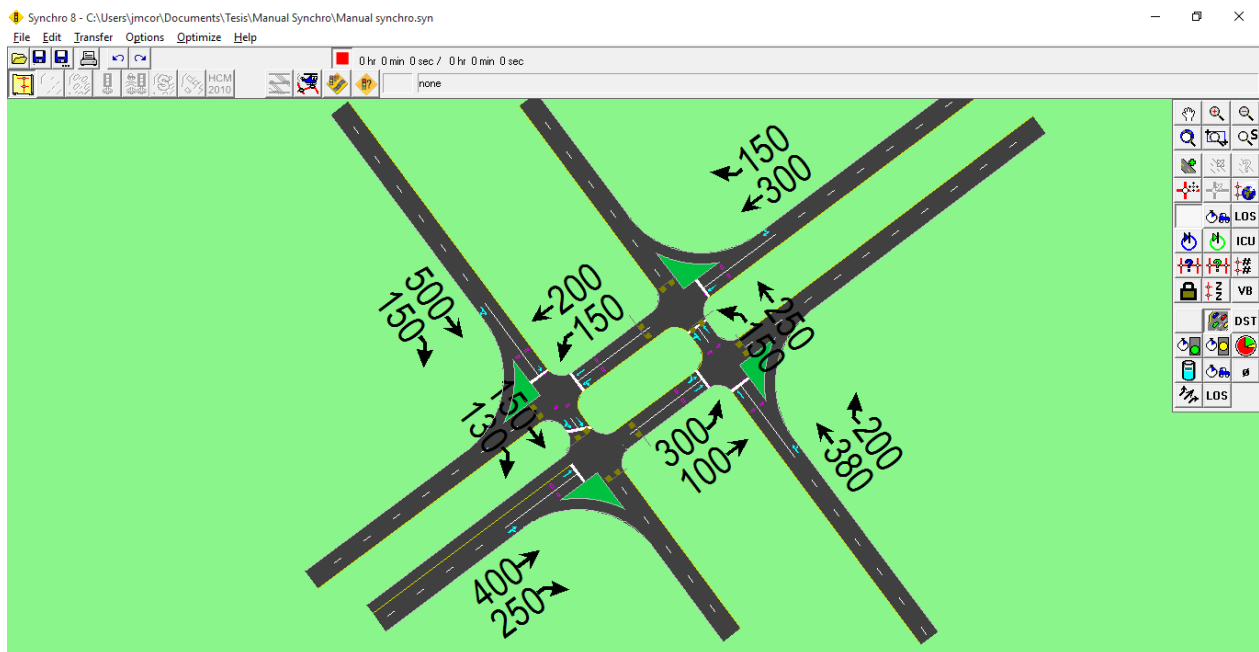 Synchro 8 - C:\Users\jmcor\Documents\Tesis\Manual Synchro\Manual synchro.syn
File Edit Transfer Options Optimize Help
0 hr 0 min 0 sec / 0 hr 0 min 0 sec
HCM
2010
none
S
LOS
ICU
#
#
Z
Z
VB
DST
ø
LOS
150
300
500
150
200
150
250
150
150
130
300
100
200
380
400
250